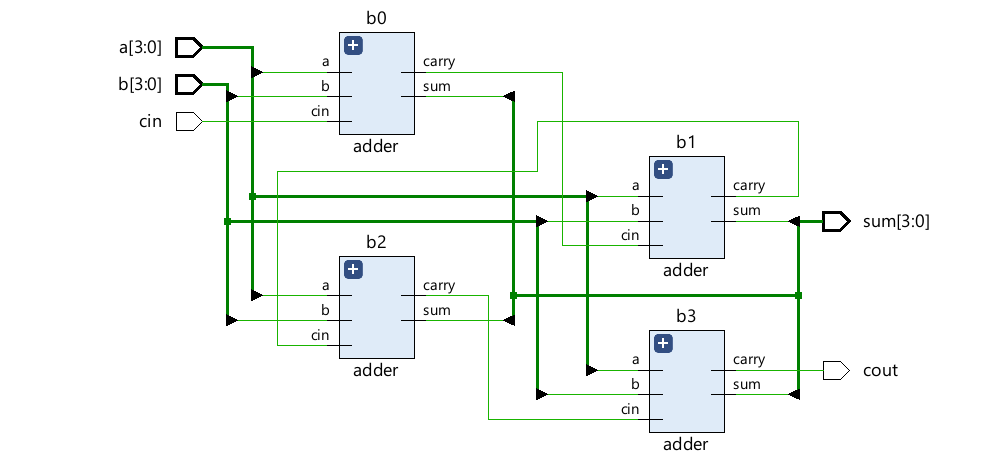 b0
a[3:0]
a
carry
b[3:0]
b
sum
cin
cin
adder
b1
a
carry
b
sum
sum[3:0]
cin
b2
adder
a
carry
b
sum
b3
cin
a
carry
adder
cout
b
sum
cin
adder